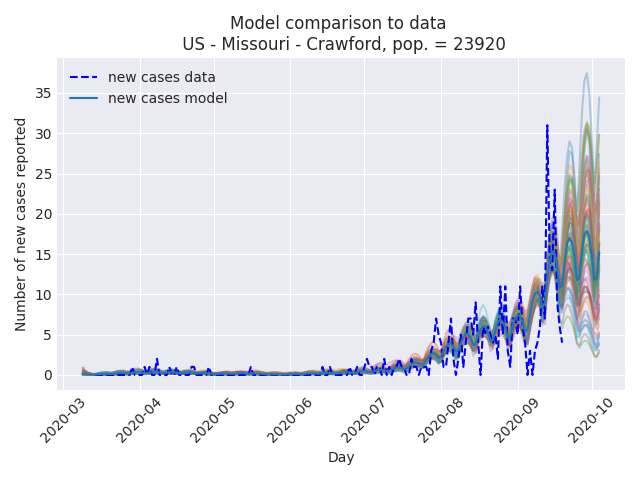 Model comparison to data
US - Missouri - Crawford, pop. = 23920
new cases data
new cases model
Number of new cases reported
35
30
25
20
15
10
5
0
2020-03
2020-04
2020-05
2020-06
2020-07
2020-08
2020-09
2020-10
Day